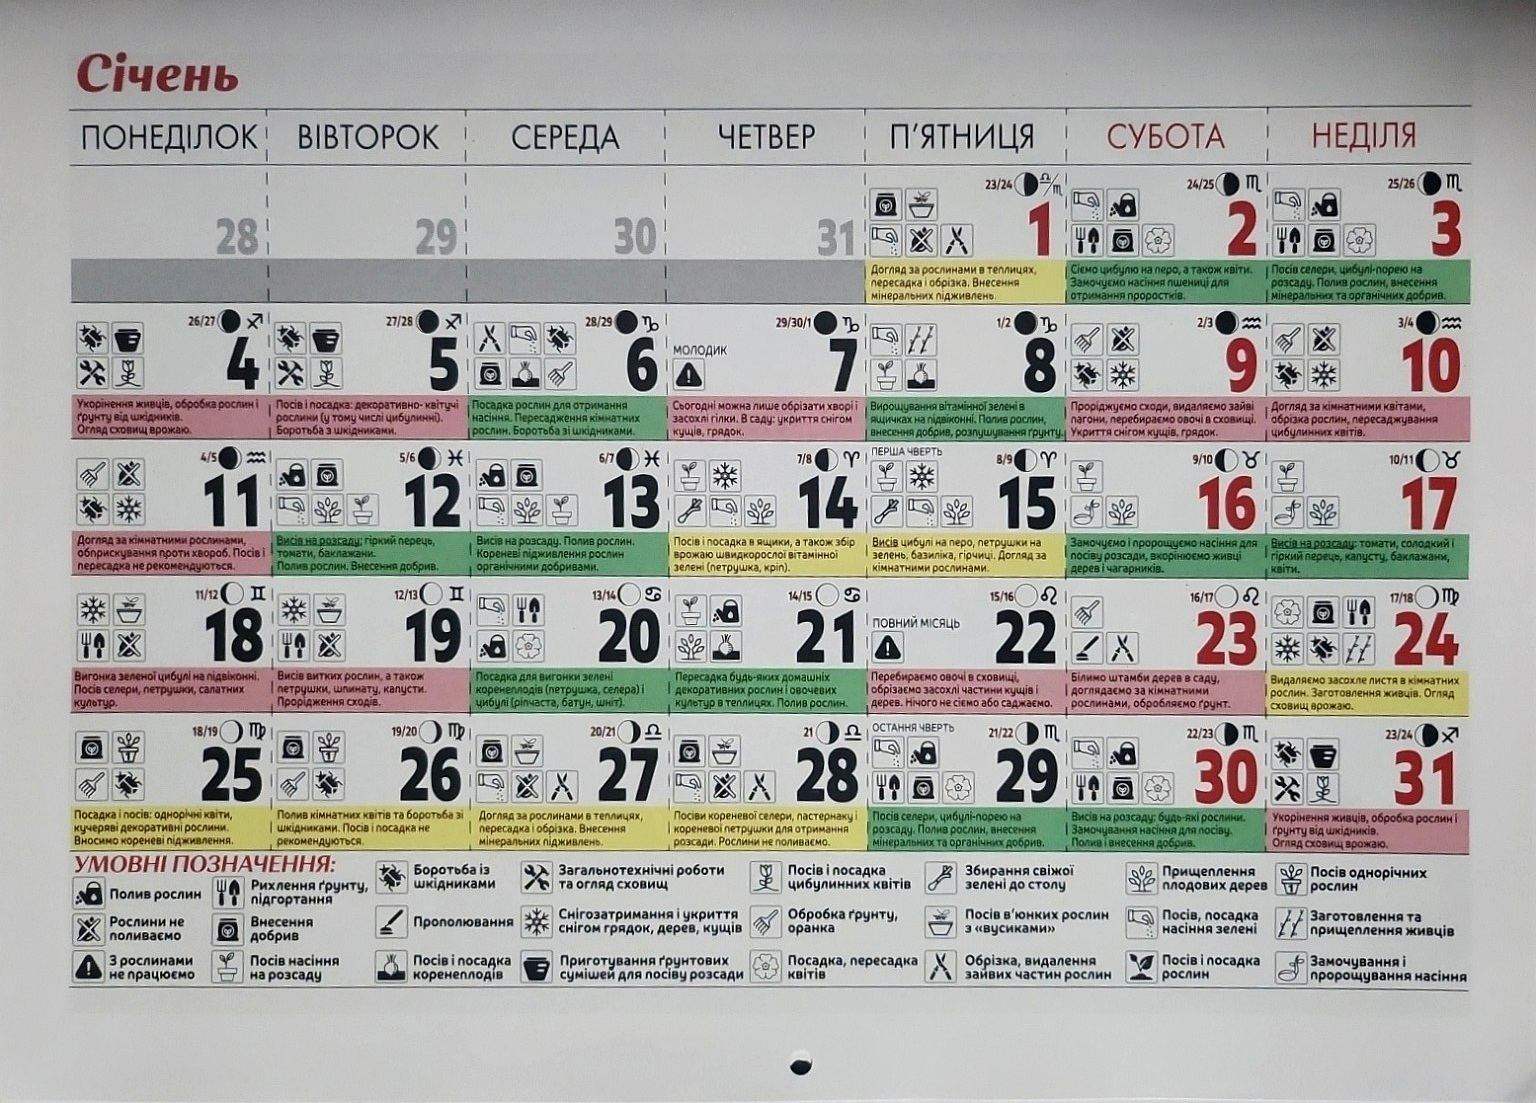 Січень
ПОНЕДІЛОК ВІВТОРОК СЕРЕДА ЧЕТВЕР П'ЯТНИЦЯ СУБОТА НЕДІЛЯ
28
29
30
31
23/24 ♎/♏
1
Догляд за рослинами в теплицях,
пересадка і обрізка. Внесення
мінеральних підживлень.
24/25 ♏
2
Сіємо цибулю на перо, а також квіти.
Замочуємо насіння пшениці для
отримання проростків.
25/26 ♏
3
Посів селери, цибулі-порею на
розсаду. Полив рослин, внесення
мінеральних та органічних добрив.
26/27 ♐
4
Укорінення живців, обробка рослин і
ґрунту від шкідників.
Огляд сховищ врожаю.
27/28 ♐
5
Посів і посадка: декоративно- квітучі
рослини (у тому числі цибулинні).
Боротьба з шкідниками.
28/29 ♑
6
Посадка рослин для отримання
насіння. Пересадження кімнатних
рослин. Боротьба зі шкідниками.
29/30/1 ♑
МОЛОДИК
7
Сьогодні можна лише обрізати хворі і
засохлі гілки. В саду: укриття снігом
кущів, грядок.
1/2 ♑
8
Вирощування вітамінної зелені в
ящичках на підвіконні. Полив рослин,
внесення добрив, розпушування ґрунту.
2/3 ♒
9
Проріджуємо сходи, видаляємо зайві
пагони, перебираємо овочі в сховищі.
Укриття снігом кущів, грядок.
3/4 ♒
10
Догляд за кімнатними квітами,
обрізка рослин, пересаджування
цибулинних квітів.
4/5 ♒
11
Догляд за кімнатними рослинами,
обприскування проти хвороб. Посів і
пересадка не рекомендуються.
5/6 ♓
12
Висів на розсаду: гіркий перець,
томати, баклажани.
Полив рослин. Внесення добрив.
6/7 ♓
13
Висів на розсаду. Полив рослин.
Кореневі підживлення рослин
органічними добривами.
7/8 ♈
14
Посів і посадка в ящики, а також збір
врожаю швидкорослої вітамінної
зелені (петрушка, кріп).
ПЕРША ЧВЕРТЬ
8/9 ♈
15
Висів цибулі на перо, петрушки на
зелень, базиліка, гірчиці. Догляд за
кімнатними рослинами.
9/10 ♉
16
Замочуємо і пророщуємо насіння для
посіву розсади, вкорінюємо живці
дерев і чагарників.
10/11 ♉
17
Висів на розсаду: томати, солодкий і
гіркий перець, капусту, баклажани,
квіти.
11/12 ♊
18
Вигонка зеленої цибулі на підвіконні.
Посів селери, петрушки, салатних
культур.
12/13 ♊
19
Висів витких рослин, а також
петрушки, шпинату, капусти.
Прорідження сходів.
13/14 ♋
20
Посадка для вигонки зелені
коренеплодів (петрушка, селера) і
цибулі (ріпчаста, батун, шніт).
14/15 ♋
21
Пересадка будь-яких домашніх
декоративних рослин і овочевих
культур в теплицях. Полив рослин.
15/16 ♌
ПОВНИЙ МІСЯЦЬ
22
Перебираємо овочі в сховищі,
обрізаємо засохлі частини кущів і
дерев. Нічого не сіємо або саджаємо.
16/17 ♌
23
Білимо штамби дерев в саду,
доглядаємо за кімнатними
рослинами, обробляємо ґрунт.
17/18 ♍
24
Видаляємо засохле листя в кімнатних
рослин. Заготовлення живців. Огляд
сховищ врожаю.
18/19 ♍
25
Посадка і посів: однорічні квіти,
кучеряві декоративні рослини.
Вносимо кореневі підживлення.
19/20 ♍
26
Полив кімнатних квітів та боротьба зі
шкідниками. Посів і посадка не
рекомендуються.
20/21 ♎
27
Догляд за рослинами в теплицях,
пересадка і обрізка. Внесення
мінеральних підживлень.
21 ♎
28
Посіви кореневої селери, пастернаку і
кореневої петрушки для отримання
розсади. Рослини не поливаємо.
ОСТАННЯ ЧВЕРТЬ
21/22 ♏
29
Посів селери, цибулі-порею на
розсаду. Полив рослин, внесення
мінеральних та органічних добрив.
22/23 ♏
30
Висів на розсаду: будь-які рослини.
Замочування насіння для посіву.
Полив і внесення добрив.
23/24 ♐
31
Укорінення живців, обробка рослин і
ґрунту від шкідників.
Огляд сховищ врожаю.
УМОВНІ ПОЗНАЧЕННЯ:
Полив рослин
Рослини не
поливаємо
З рослинами
не працюємо
Рихлення ґрунту,
підгортання
Внесення
добрив
Посів насіння
на розсаду
Боротьба із
шкідниками
Прополювання
Посів і посадка
коренеплодів
Загальнотехнічні роботи
та огляд сховищ
Снігозатримання і укриття
снігом грядок, дерев, кущів
Приготування ґрунтових
сумішей для посіву розсади
Посів і посадка
цибулинних квітів
Обробка ґрунту,
оранка
Посадка, пересадка
квітів
Збирання свіжої
зелені до столу
Посів в'юнких рослин
з «вусиками»
Обрізка, видалення
зайвих частин рослин
Прищеплення
плодових дерев
Посів, посадка
насіння зелені
Посів і посадка
рослин
Посів однорічних
рослин
Заготовлення та
прищеплення живців
Замочування і
пророщування насіння